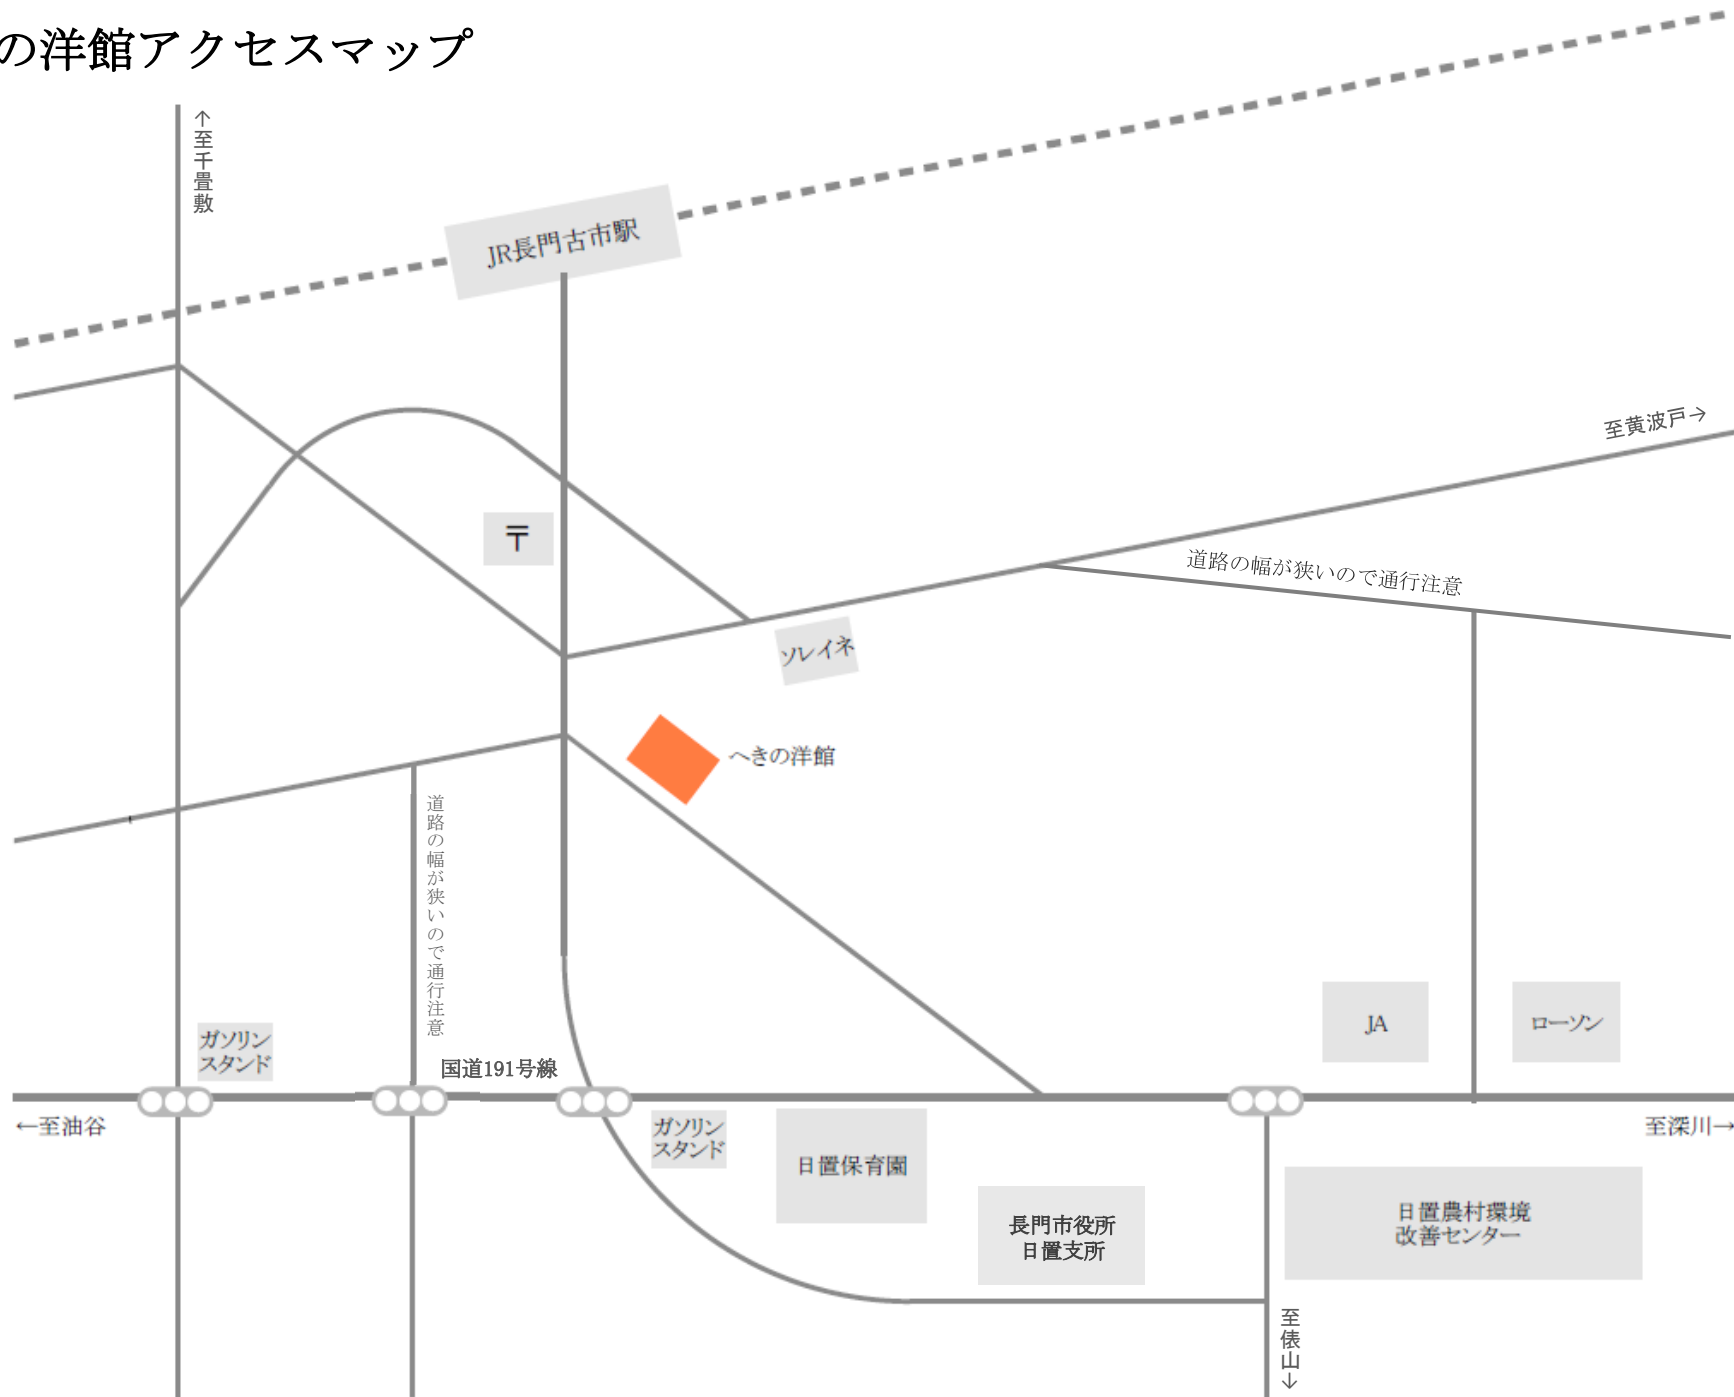 の洋館アクセスマップ
↑至千畳敷
JR長門古市駅
至黄波戸→
〒
道路の幅が狭いので通行注意
ソレイネ
へきの洋館
道路の幅が狭いので通行注意
ガソリン
スタンド
国道191号線
JA
ローソン
←至油谷
至深川→
ガソリン
スタンド
日置保育園
長門市役所
日置支所
日置農村環境
改善センター
至俵山↓